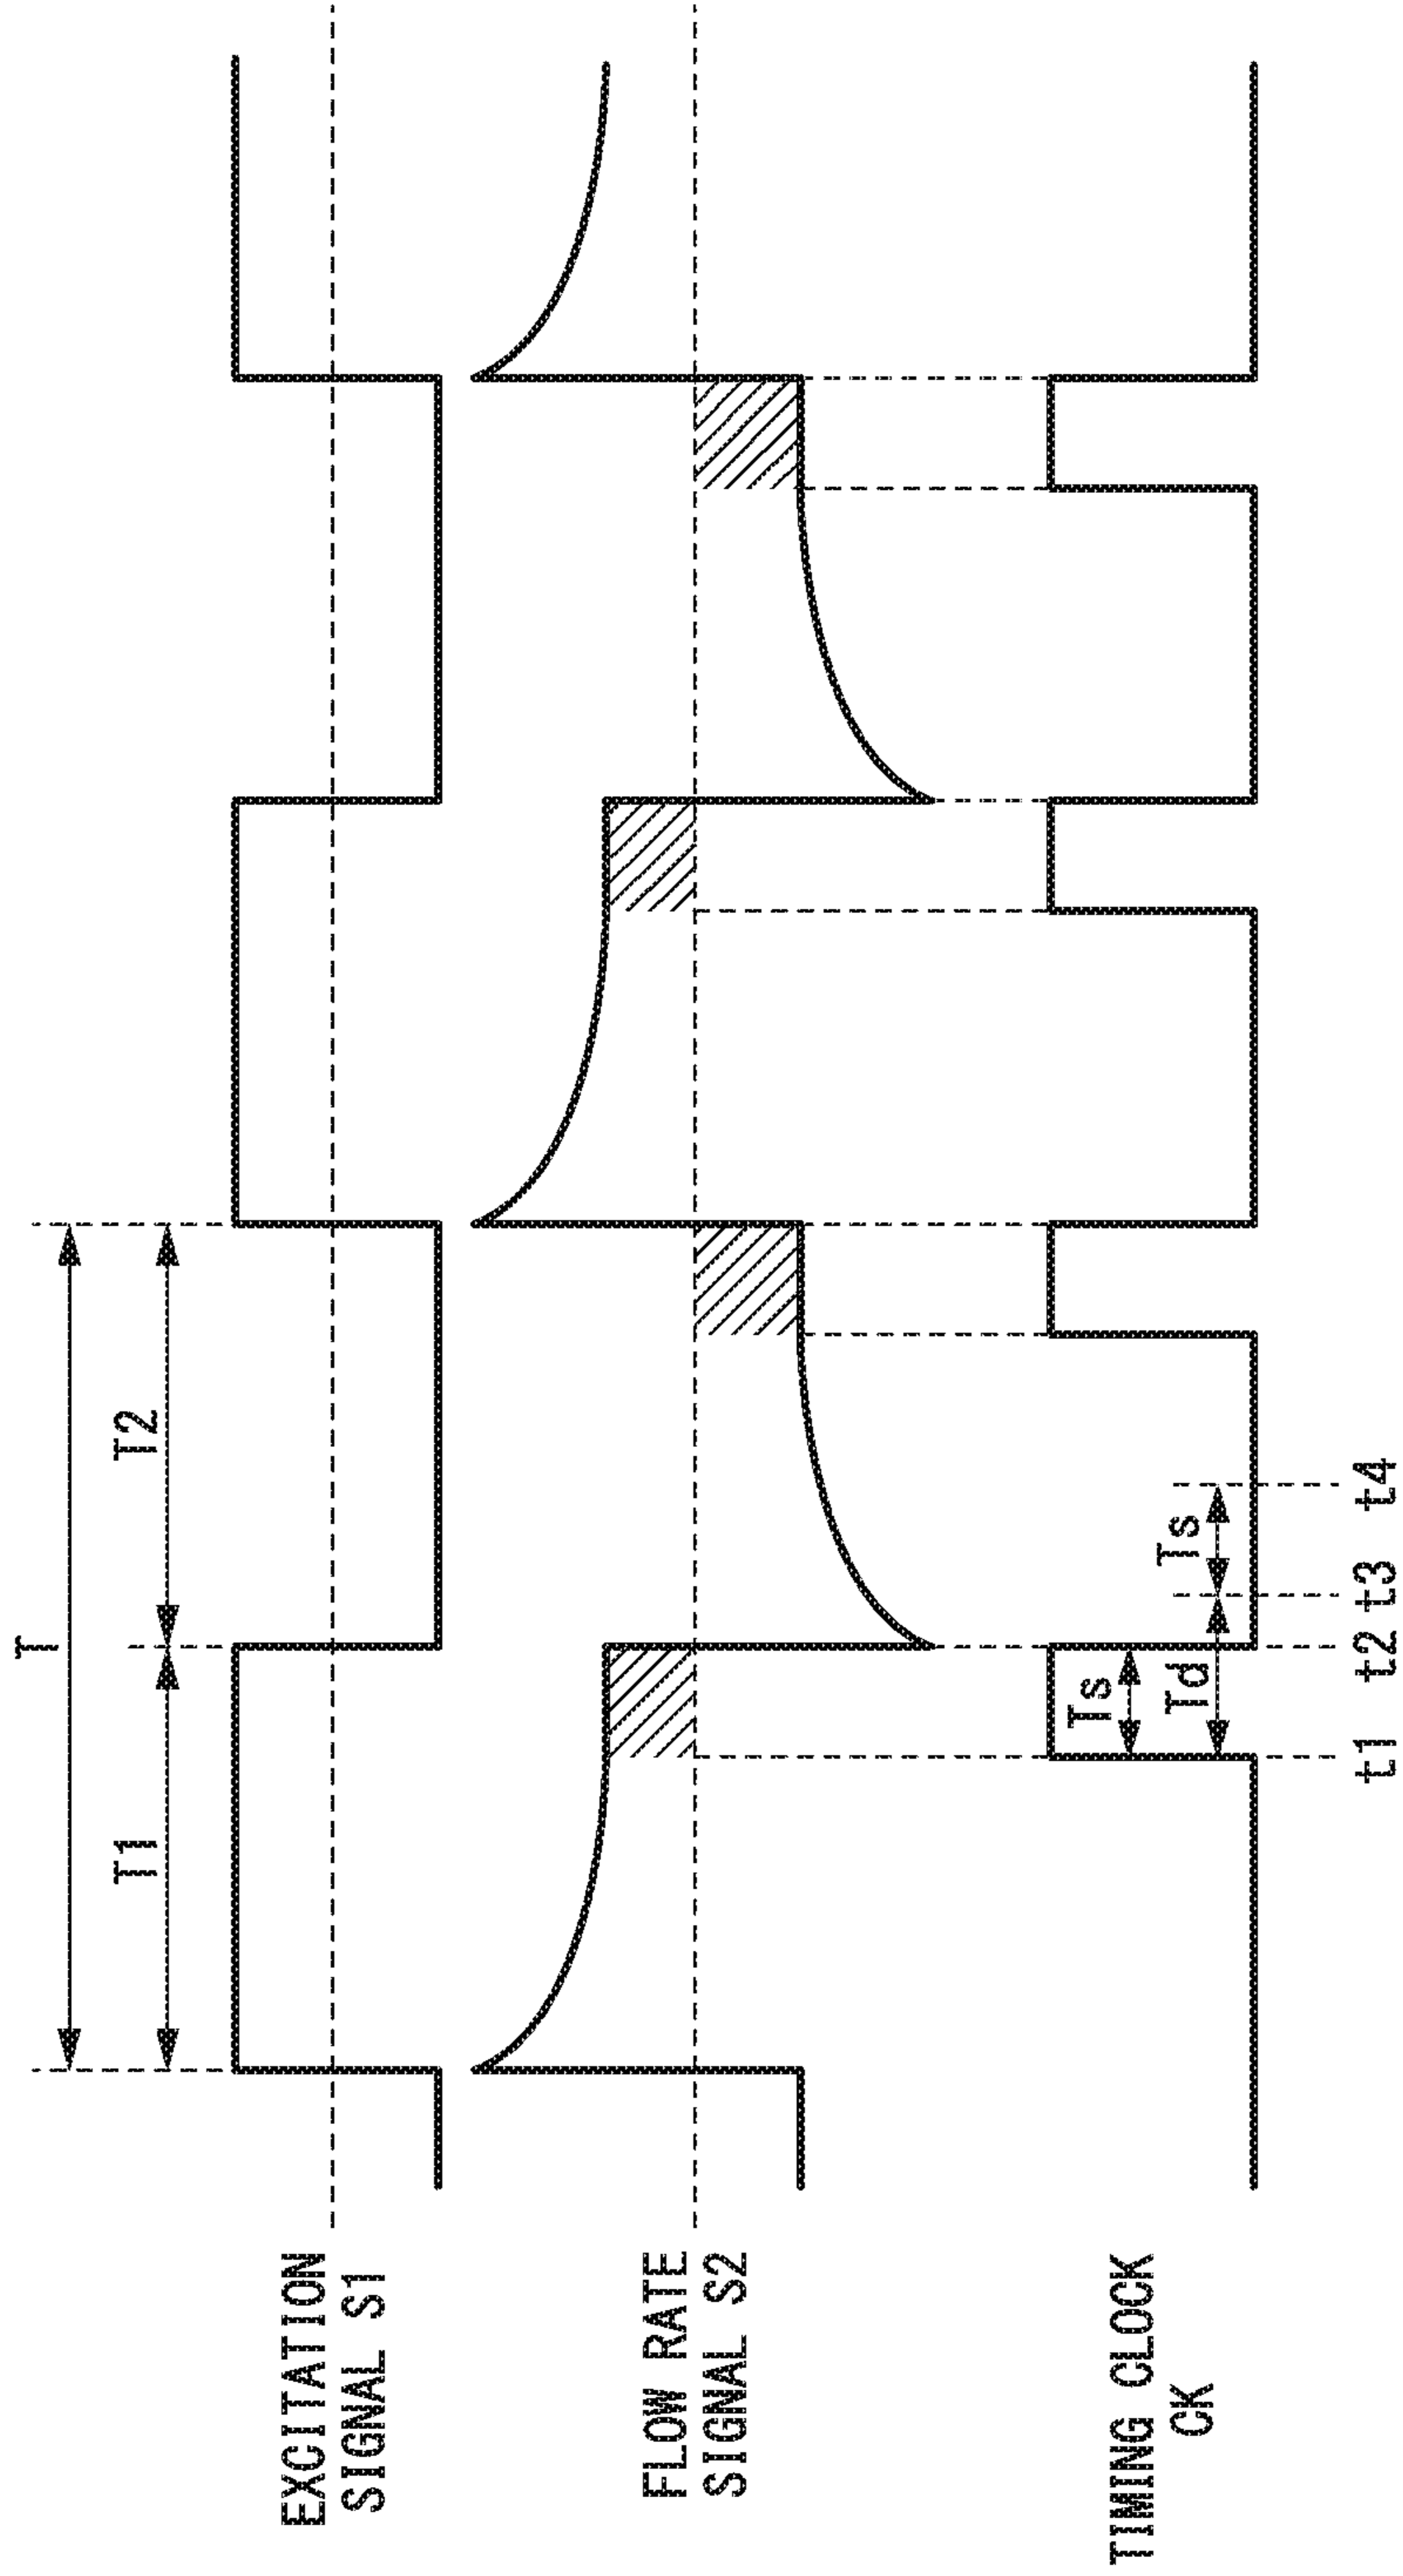 T
T1
T2
EXCITATION
SIGNAL S1
FLOW RATE
SIGNAL S2
TIMING CLOCK
CK
Ts
Td
Ts
t1
t2
t3
t4